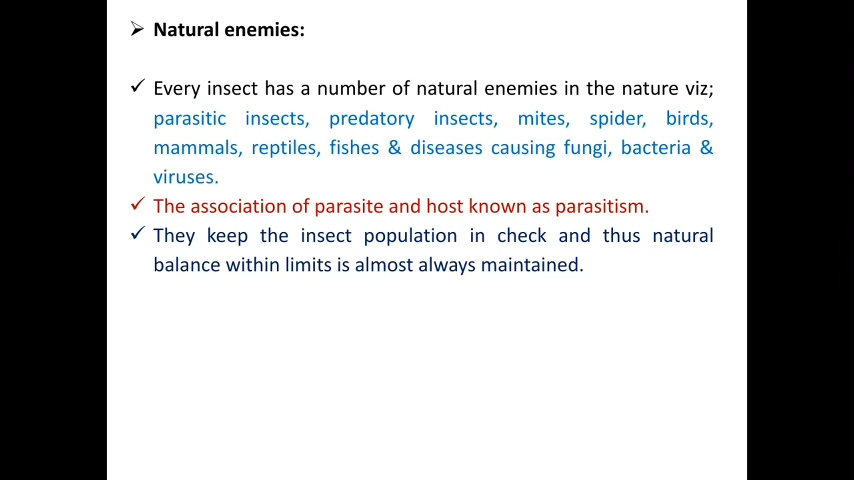 ➢ Natural enemies:
✓ Every insect has a number of natural enemies in the nature viz;
parasitic insects, predatory insects, mites, spider, birds,
mammals, reptiles, fishes & diseases causing fungi, bacteria &
viruses.
✓ The association of parasite and host known as parasitism.
✓ They keep the insect population in check and thus natural
balance within limits is almost always maintained.